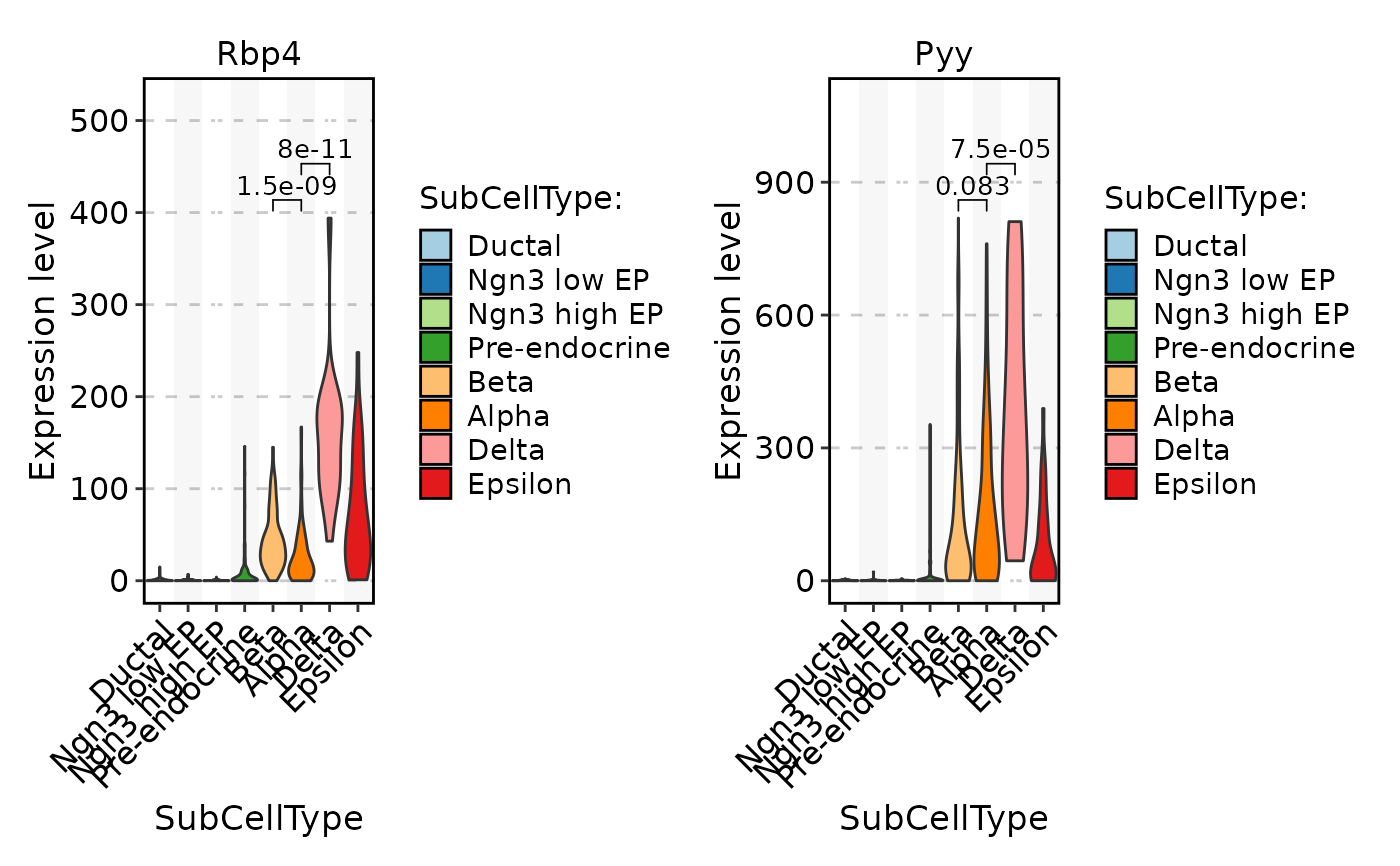 Rbp4
Expression level
500
400
300
200
100
0
8e-11
1.5e-09
Ductal
Ngn3 low EP
Ngn3 high EP
Pre-endocrine
Beta
Alpha
Delta
Epsilon
SubCellType
SubCellType:
Ductal
Ngn3 low EP
Ngn3 high EP
Pre-endocrine
Beta
Alpha
Delta
Epsilon
Pyy
Expression level
900
600
300
0
7.5e-05
0.083
Ductal
Ngn3 low EP
Ngn3 high EP
Pre-endocrine
Beta
Alpha
Delta
Epsilon
SubCellType
SubCellType:
Ductal
Ngn3 low EP
Ngn3 high EP
Pre-endocrine
Beta
Alpha
Delta
Epsilon